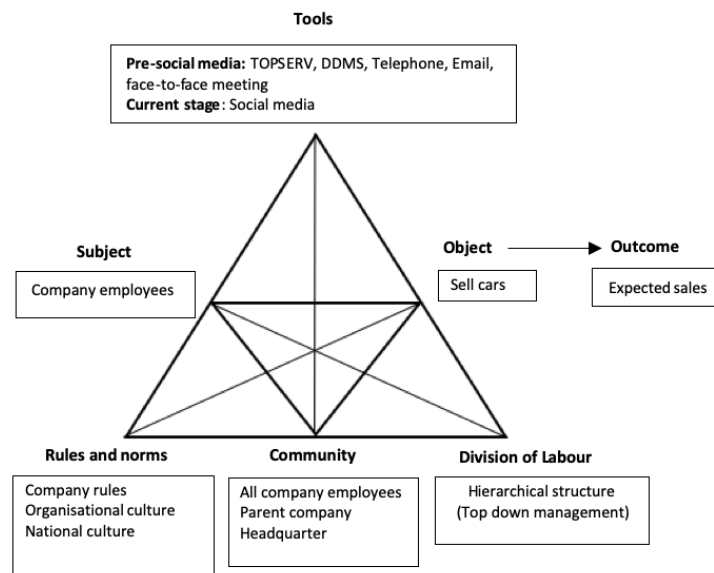 Tools
Pre-social media: TOPSERV, DDMS, Telephone, Email,
face-to-face meeting
Current stage: Social media
Subject
Company employees
Object
Sell cars
Outcome
Expected sales
Rules and norms
Company rules
Organisational culture
National culture
Community
All company employees
Parent company
Headquarter
Division of Labour
Hierarchical structure
(Top down management)